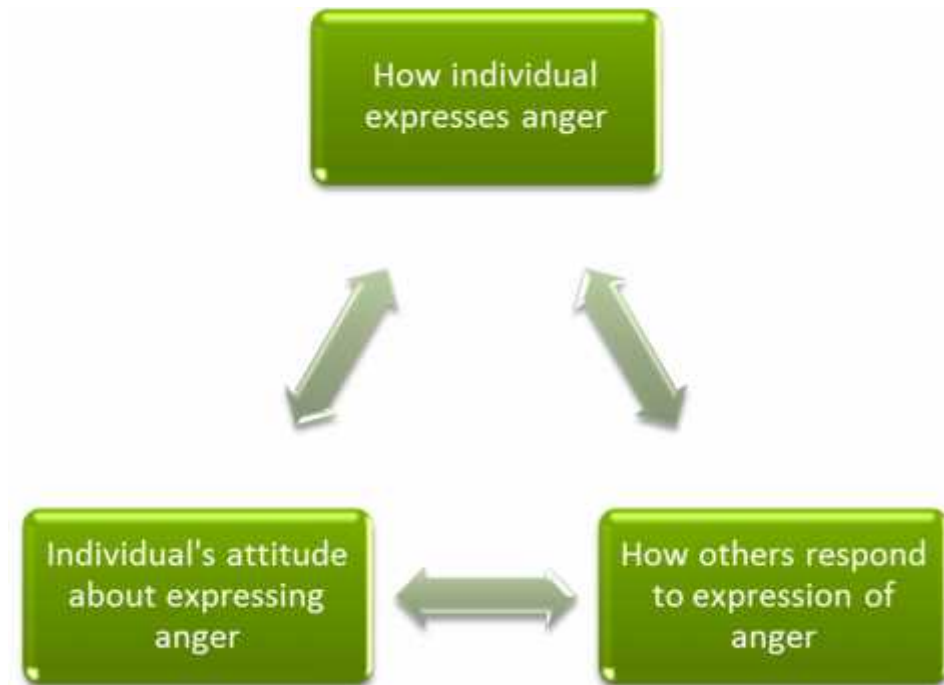 How individual
expresses anger
Individual's attitude
about expressing
anger
How others respond
to expression of
anger